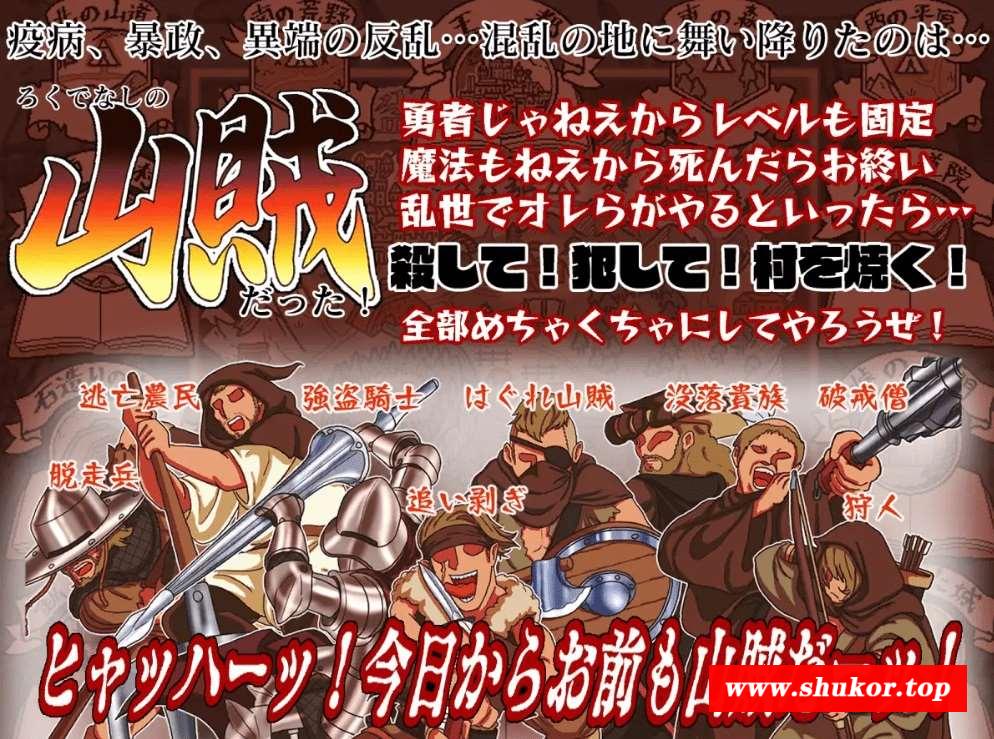 疫病、暴政、異端の反乱…混乱の地に舞い降りたのは…
ろくでなしの
山賊
だった！
勇者じゃねえからレベルも固定
魔法もねえから死んだらお終い
乱世でオレらがやるといったら…
殺して！犯して！村を焼く！
全部めちゃくちゃにしてやろうぜ！
逃亡農民
強盗騎士
はぐれ山賊
没落貴族
破戒僧
脱走兵
追い剥ぎ
狩人
ヒャッハーッ！今日からお前も山賊だーッ！
www.shukor.top